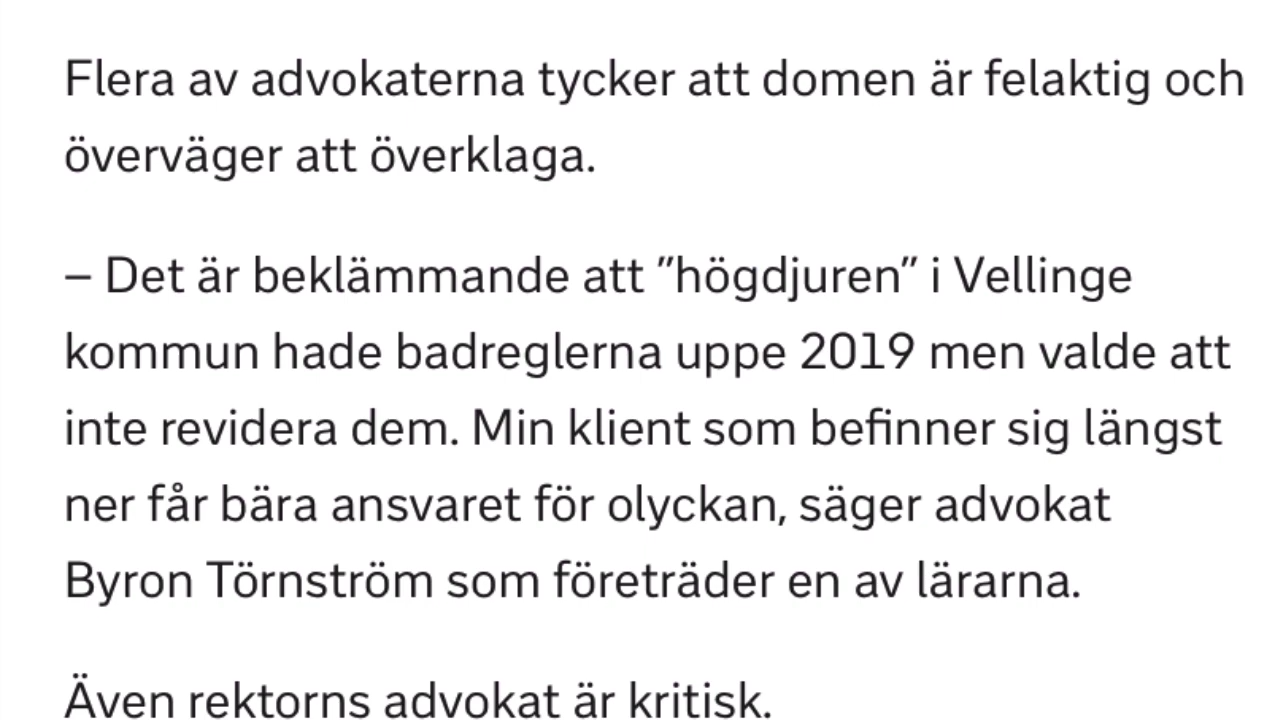 Flera av advokaterna tycker att domen är felaktig och
överväger att överklaga.
– Det är beklämmande att ”högdjuren” i Vellinge
kommun hade badreglerna uppe 2019 men valde att
inte revidera dem. Min klient som befinner sig längst
ner får bära ansvaret för olyckan, säger advokat
Byron Törnström som företräder en av lärarna.
Även rektorns advokat är kritisk.